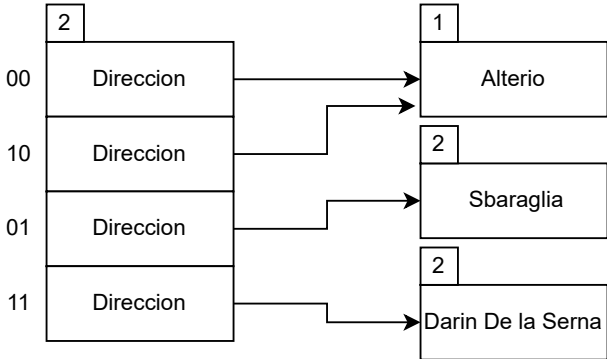 2
1
00
Direccion
Alterio
10
Direccion
2
01
Direccion
Sbaraglia
2
11
Direccion
Darin De la Serna